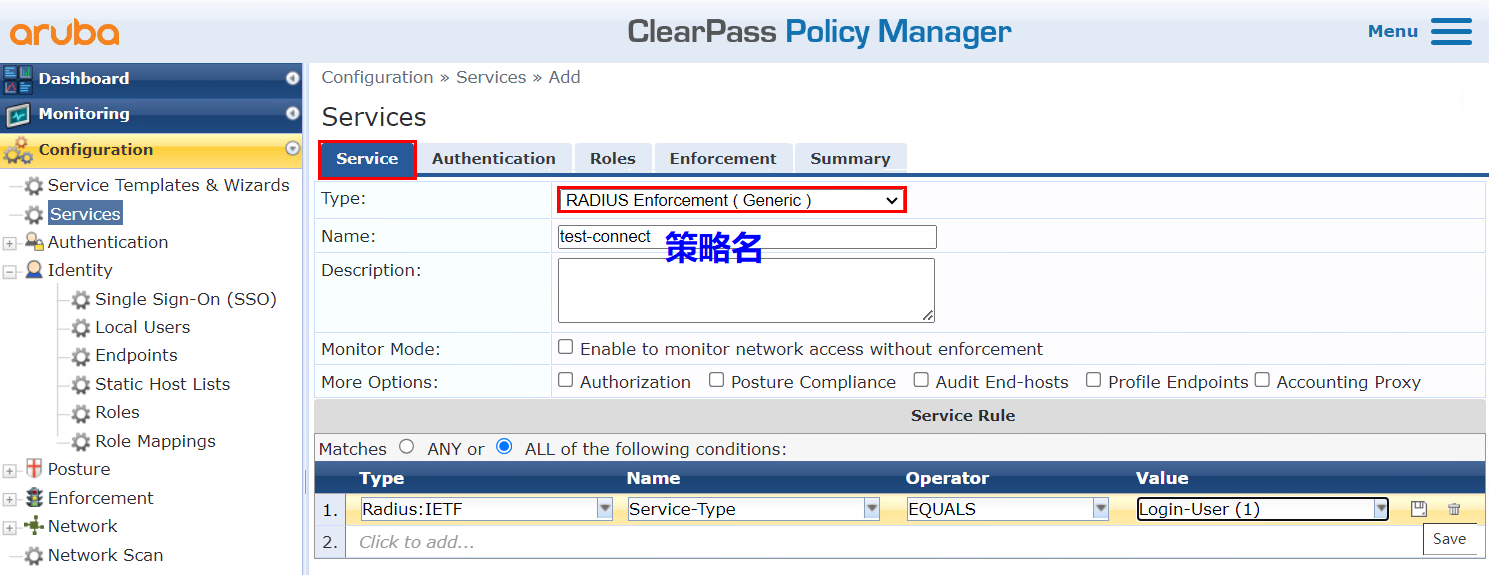 aruba
ClearPass Policy Manager
Menu
Dashboard
Monitoring
Configuration
Service Templates & Wizards
Services
Authentication
Identity
Single Sign-On (SSO)
Local Users
Endpoints
Static Host Lists
Roles
Role Mappings
Posture
Enforcement
Network
Network Scan
Configuration » Services » Add
Services
Service Authentication Roles Enforcement Summary
Type: RADIUS Enforcement ( Generic )
Name: test-connect 策略名
Description:
Monitor Mode: Enable to monitor network access without enforcement
More Options: Authorization Posture Compliance Audit End-hosts Profile Endpoints Accounting Proxy
Service Rule
Matches ANY or ALL of the following conditions:
Type Name Operator Value
1. Radius:IETF Service-Type EQUALS Login-User (1)
2. Click to add...
Save